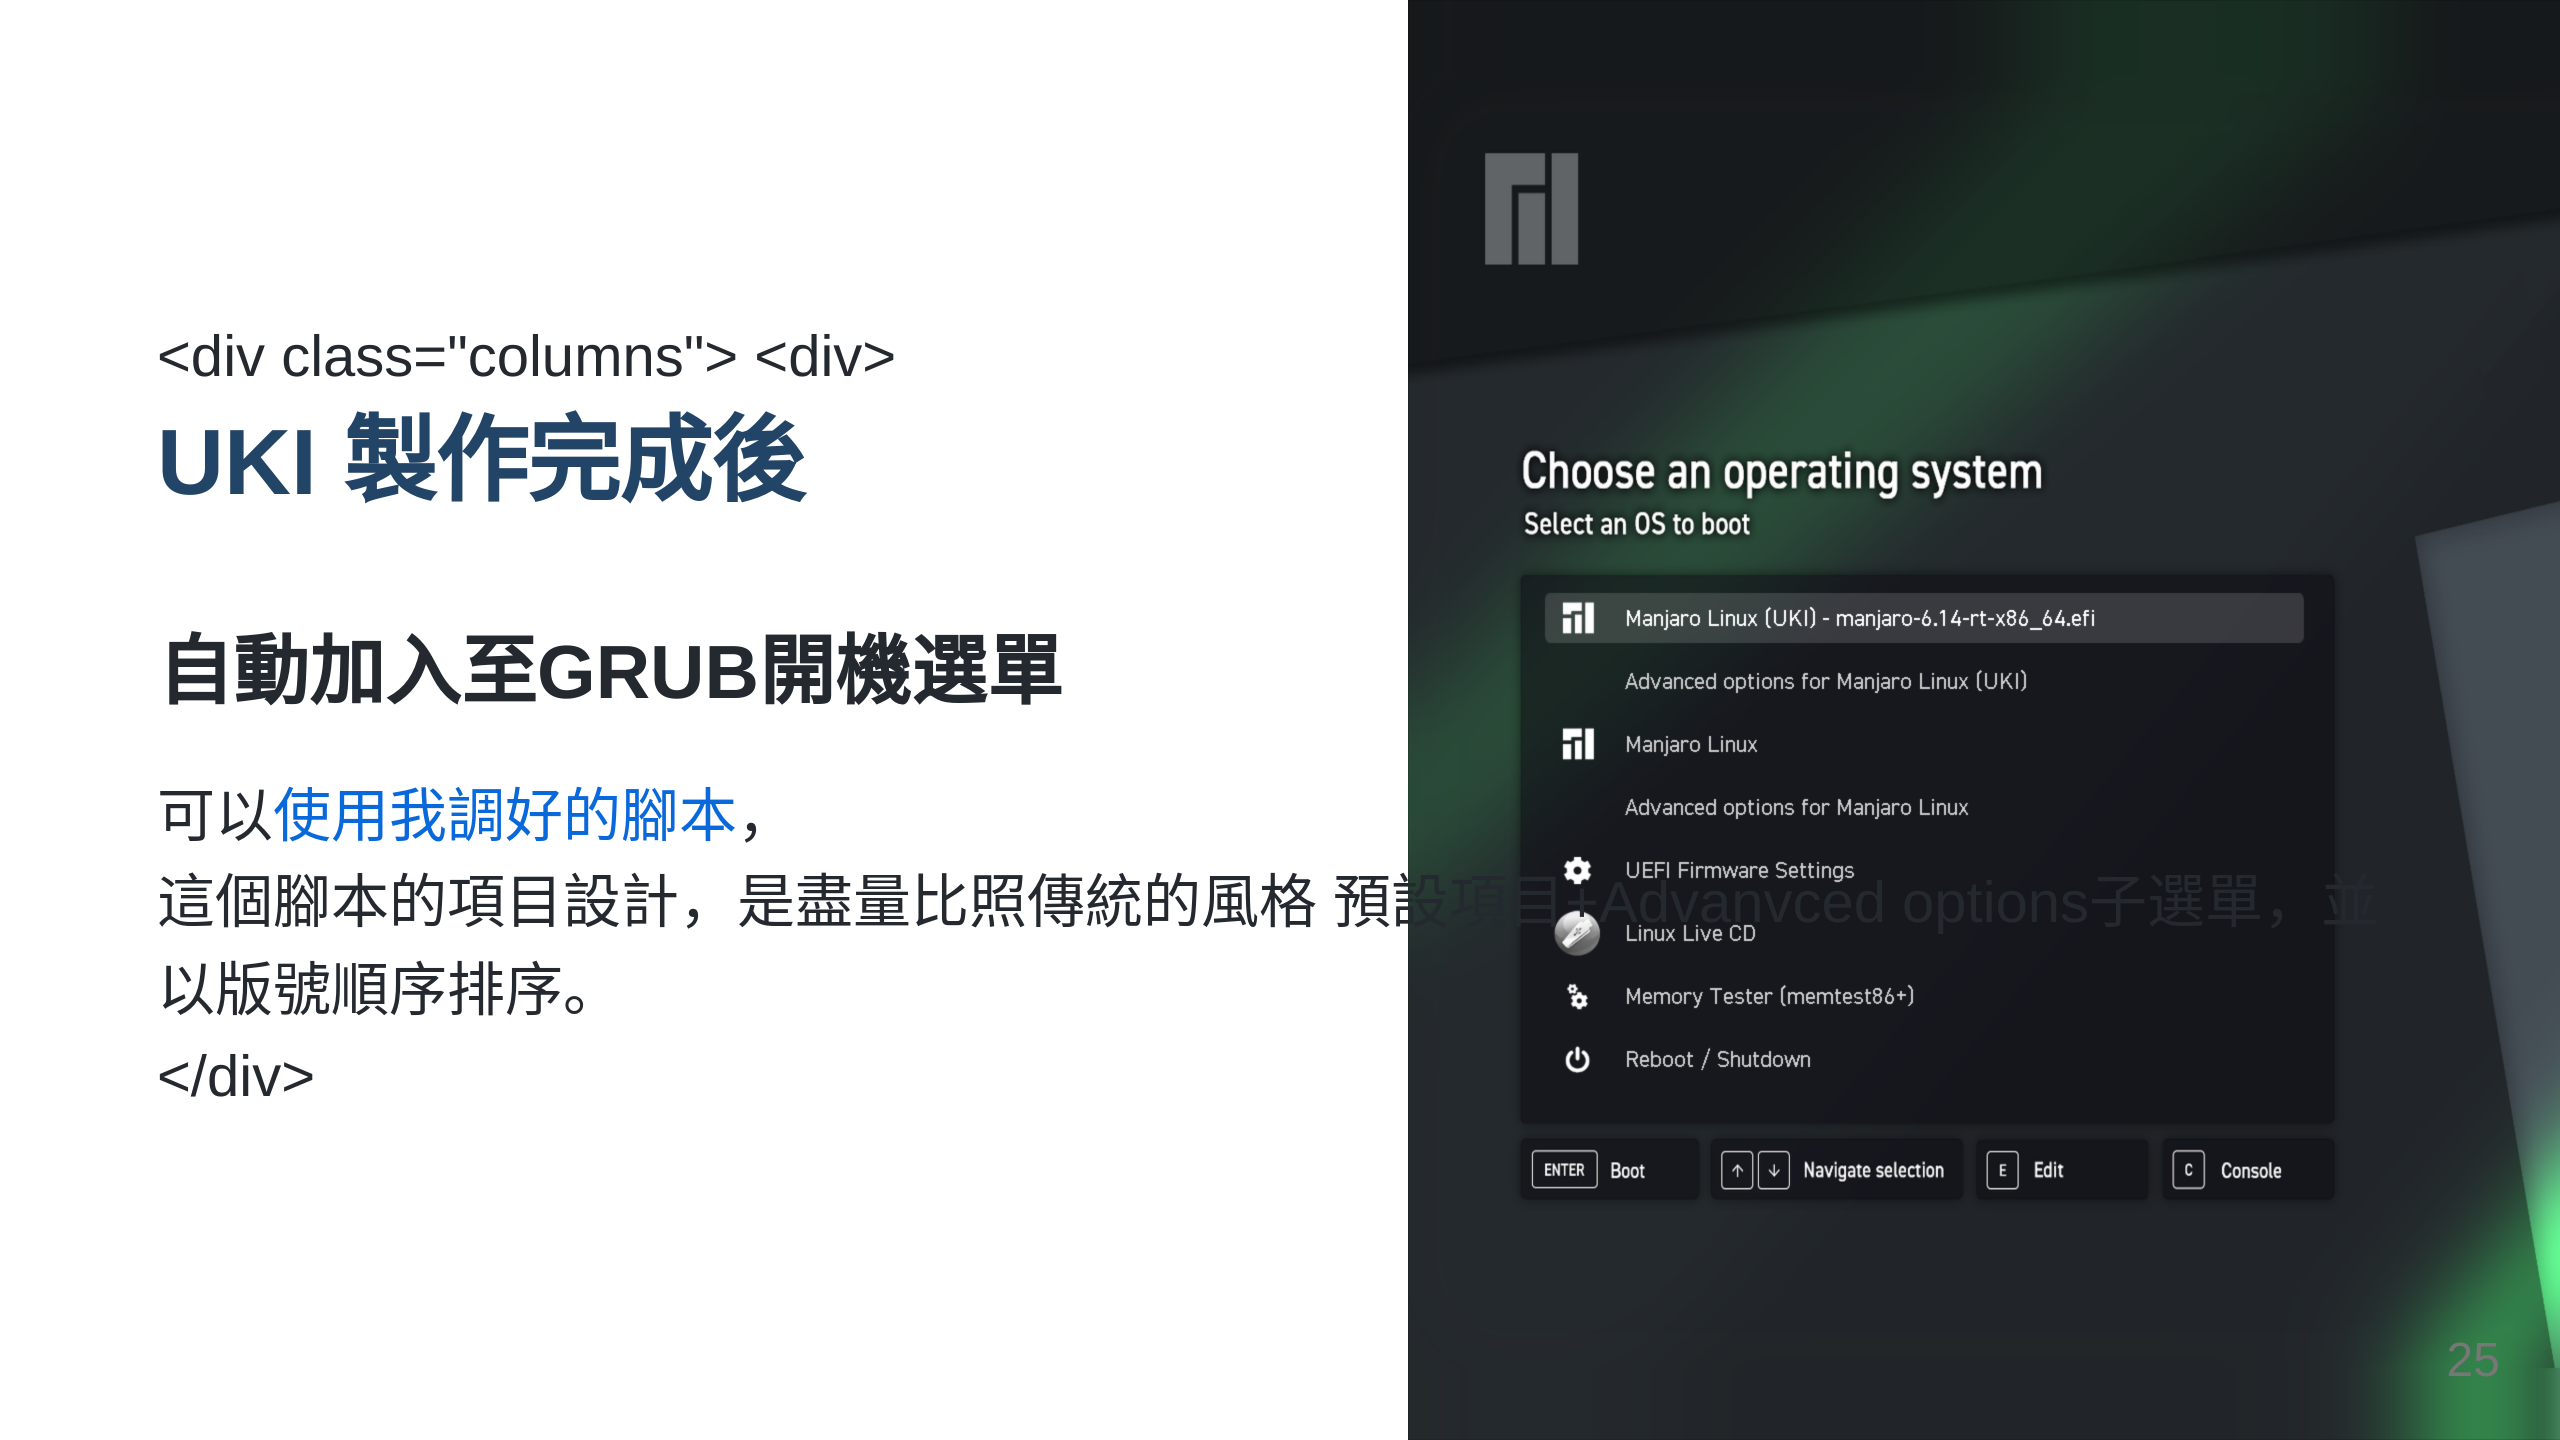 <div class="columns"> <div>
UKI 製作完成後
自動加入至GRUB開機選單
可以使用我調好的腳本，
這個腳本的項目設計，是盡量比照傳統的風格 預設項目+Advanvced options子選單，並
以版號順序排序。
</div>
Choose an operating system
Select an OS to boot
Manjaro Linux (UKI) - manjaro-6.14-rt-x86_64.efi
Advanced options for Manjaro Linux (UKI)
Manjaro Linux
Advanced options for Manjaro Linux
UEFI Firmware Settings
Linux Live CD
Memory Tester (memtest86+)
Reboot / Shutdown
ENTER Boot ↑ ↓ Navigate selection E Edit C Console
25